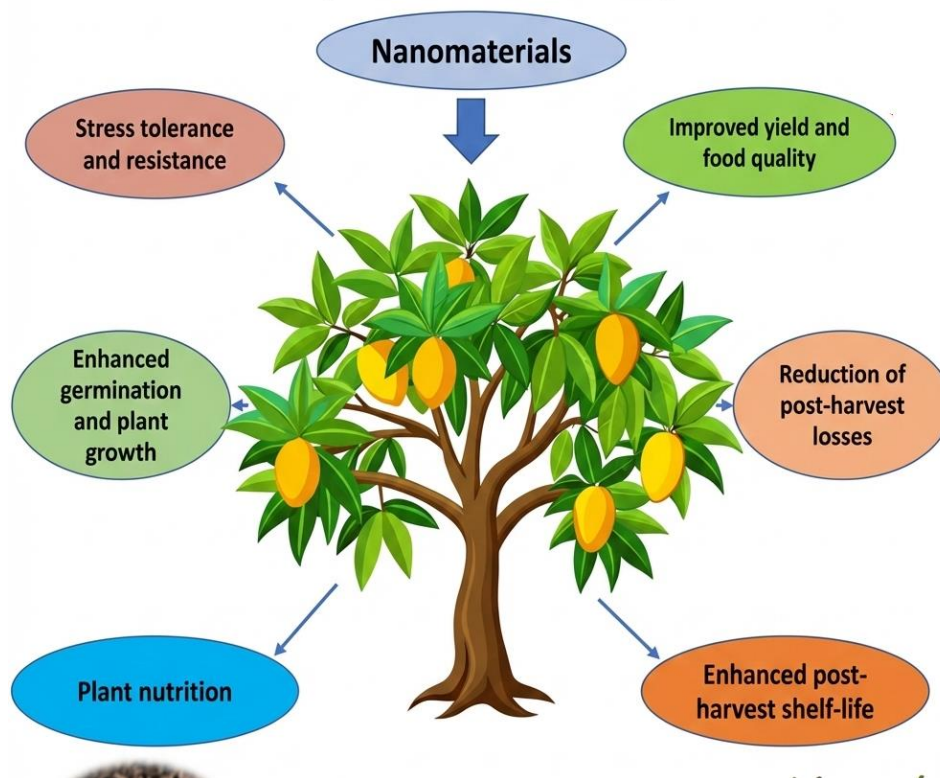 Nanomaterials
Stress tolerance
and resistance
Improved yield and
food quality
Enhanced
germination
and plant
growth
Reduction of
post-harvest
losses
Plant nutrition
Enhanced post-
harvest shelf-life